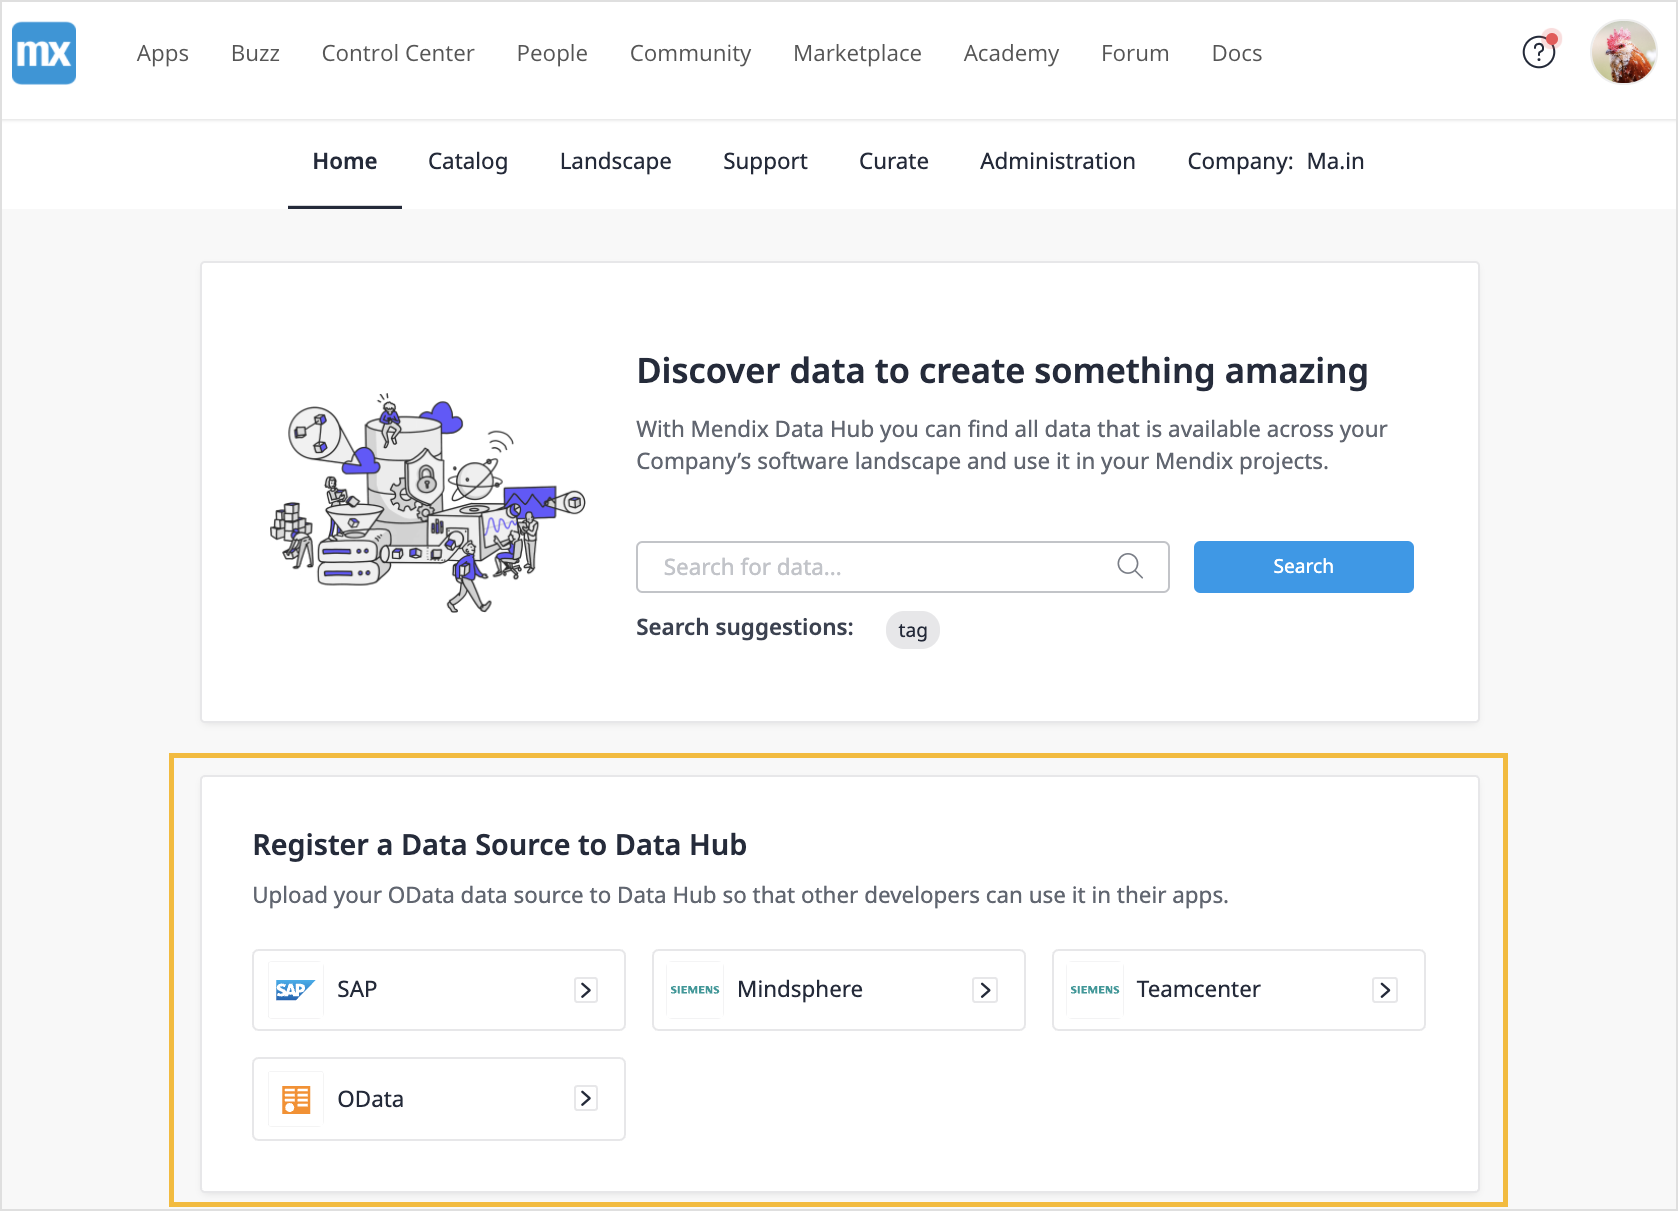 mx
Apps Buzz Control Center People Community Marketplace Academy Forum Docs ?
Home Catalog Landscape Support Curate Administration Company: Ma.in
Discover data to create something amazing
With Mendix Data Hub you can find all data that is available across your
Company’s software landscape and use it in your Mendix projects.
Search for data...
Search
Search suggestions: tag
Register a Data Source to Data Hub
Upload your OData data source to Data Hub so that other developers can use it in their apps.
SAP SAP
SIEMENS Mindsphere
SIEMENS Teamcenter
OData